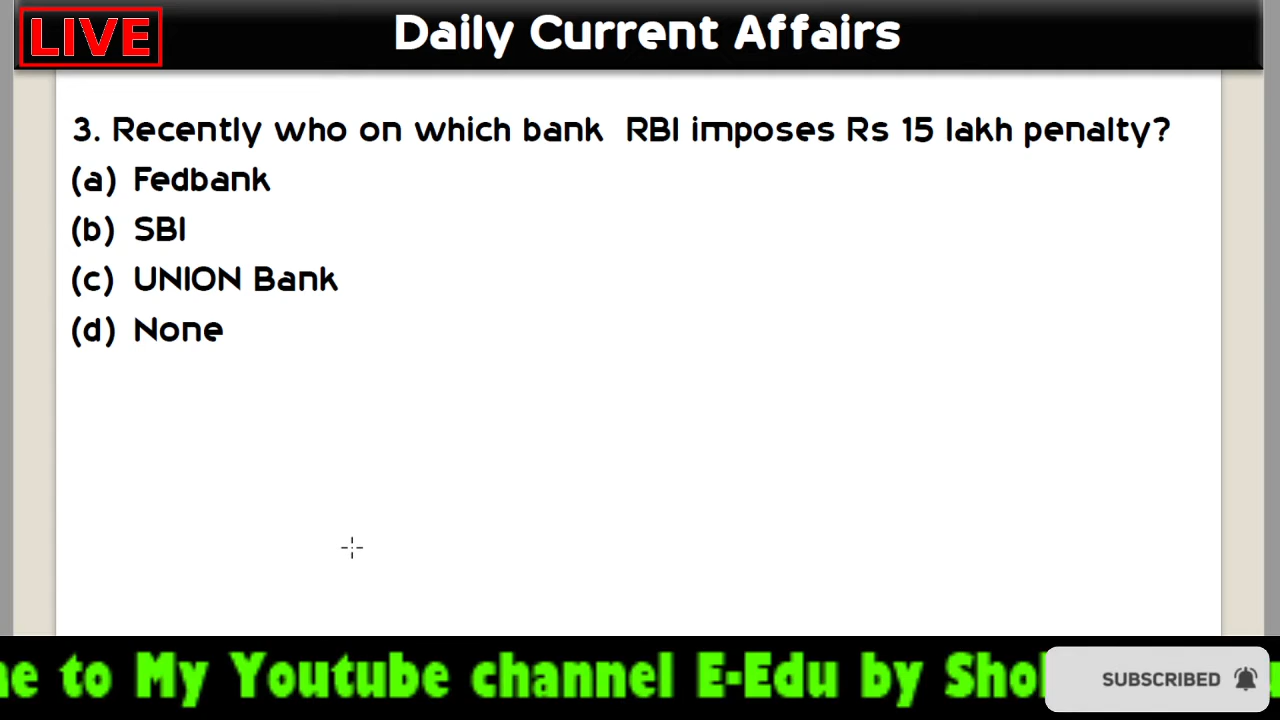 LIVE
Daily Current Affairs
3. Recently who on which bank RBI imposes Rs 15 lakh penalty?
(a) Fedbank
(b) SBI
(c) UNION Bank
(d) None
to My Youtube channel E-Edu by
SUBSCRIBED